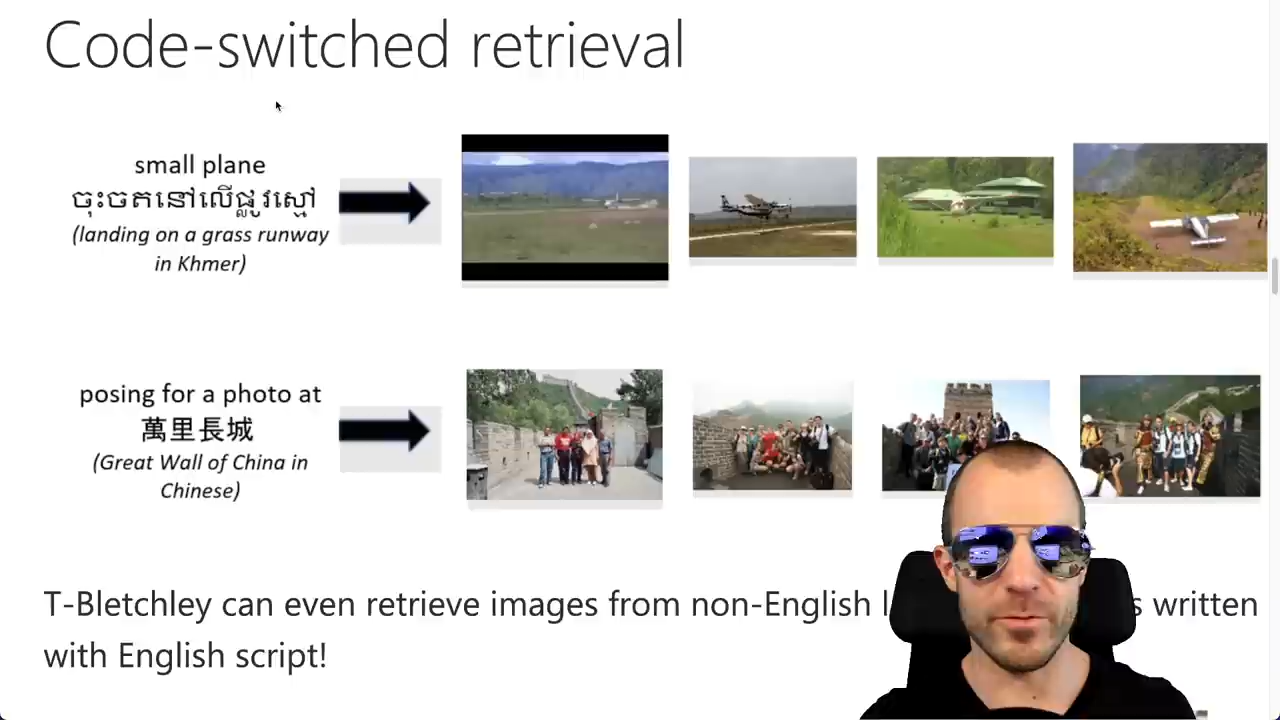 Code-switched retrieval
small plane
ចុះចតនៅលើផ្លូវស្មៅ
(landing on a grass runway
in Khmer)
posing for a photo at
萬里長城
(Great Wall of China in
Chinese)
T-Bletchley can even retrieve images from non-English written
with English script!